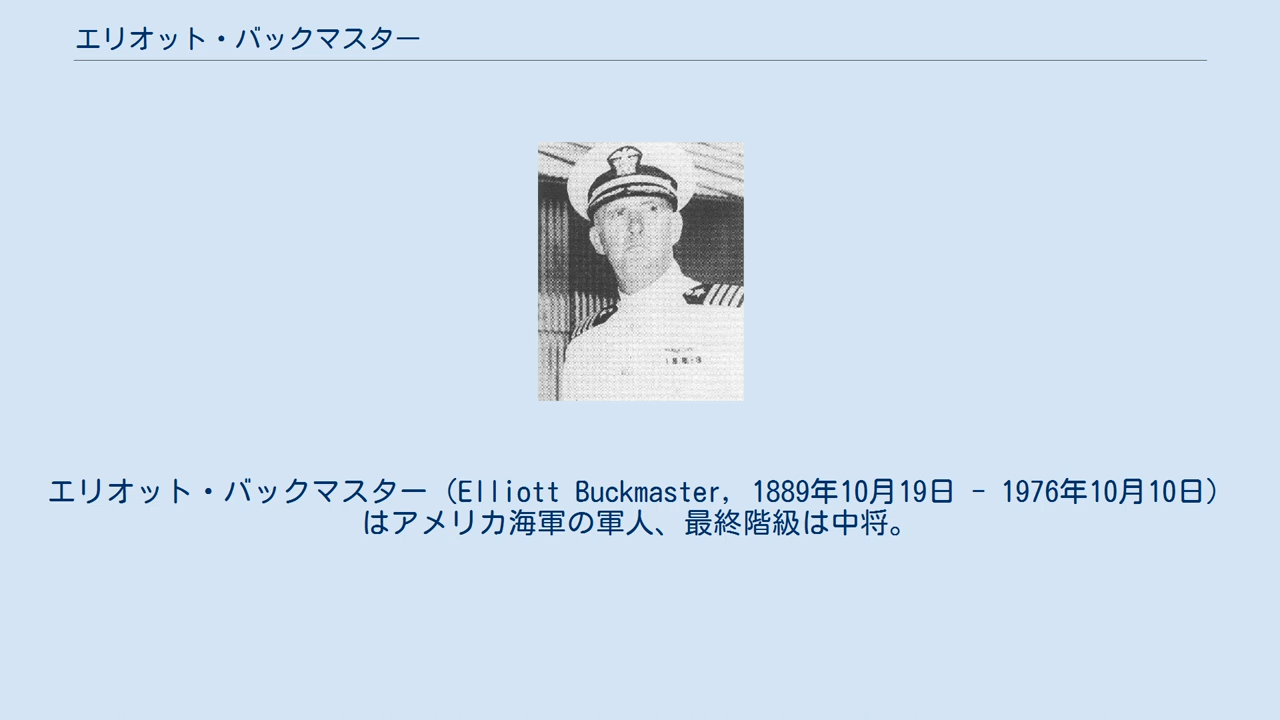 エリオット・バックマスター
エリオット・バックマスター（Elliott Buckmaster, 1889年10月19日 - 1976年10月10日）
はアメリカ海軍の軍人、最終階級は中将。